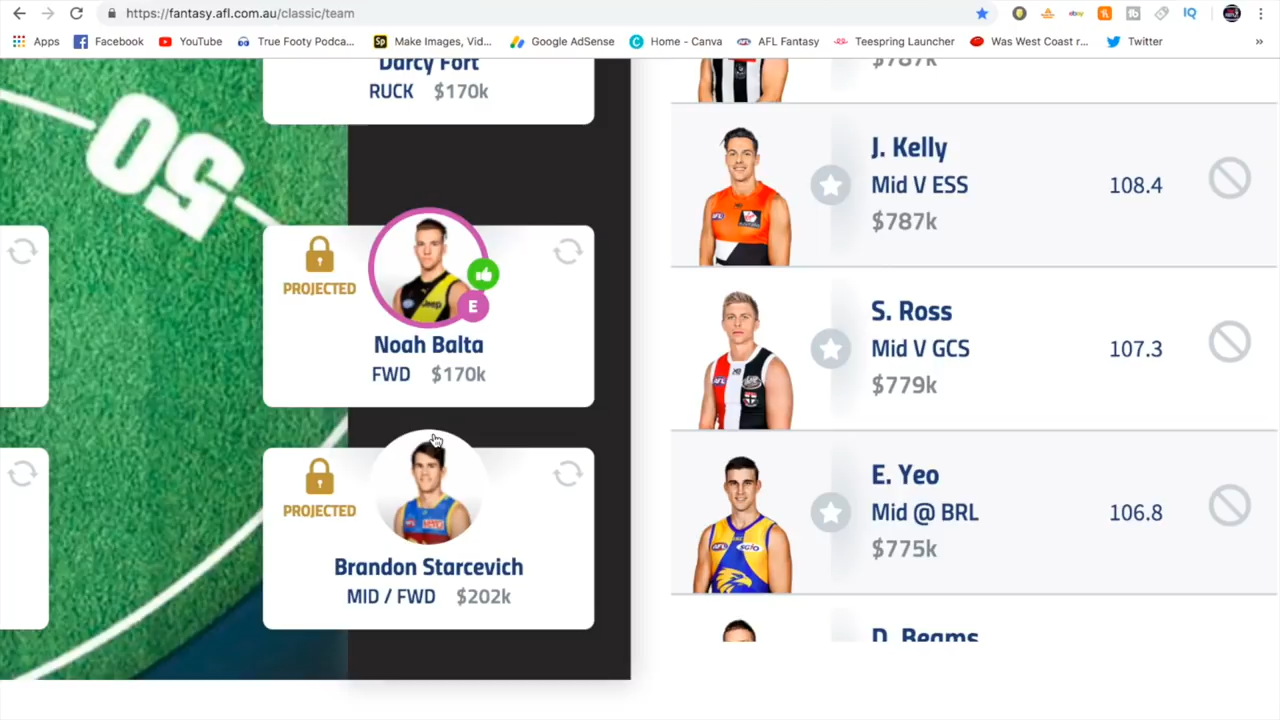 https://fantasy.afl.com.au/classic/team
Apps
Facebook
YouTube
True Footy Podca...
Make Images, Vid...
Google AdSense
Home - Canva
AFL Fantasy
Teespring Launcher
Was West Coast r...
Twitter
»
50
Darcy Fort
RUCK $170k
PROJECTED
E
Noah Balta
FWD $170k
PROJECTED
Brandon Starcevich
MID / FWD $202k
$787k
J. Kelly
Mid V ESS 108.4
$787k
S. Ross
Mid V GCS 107.3
$779k
E. Yeo
Mid @ BRL 106.8
$775k
D. Beams